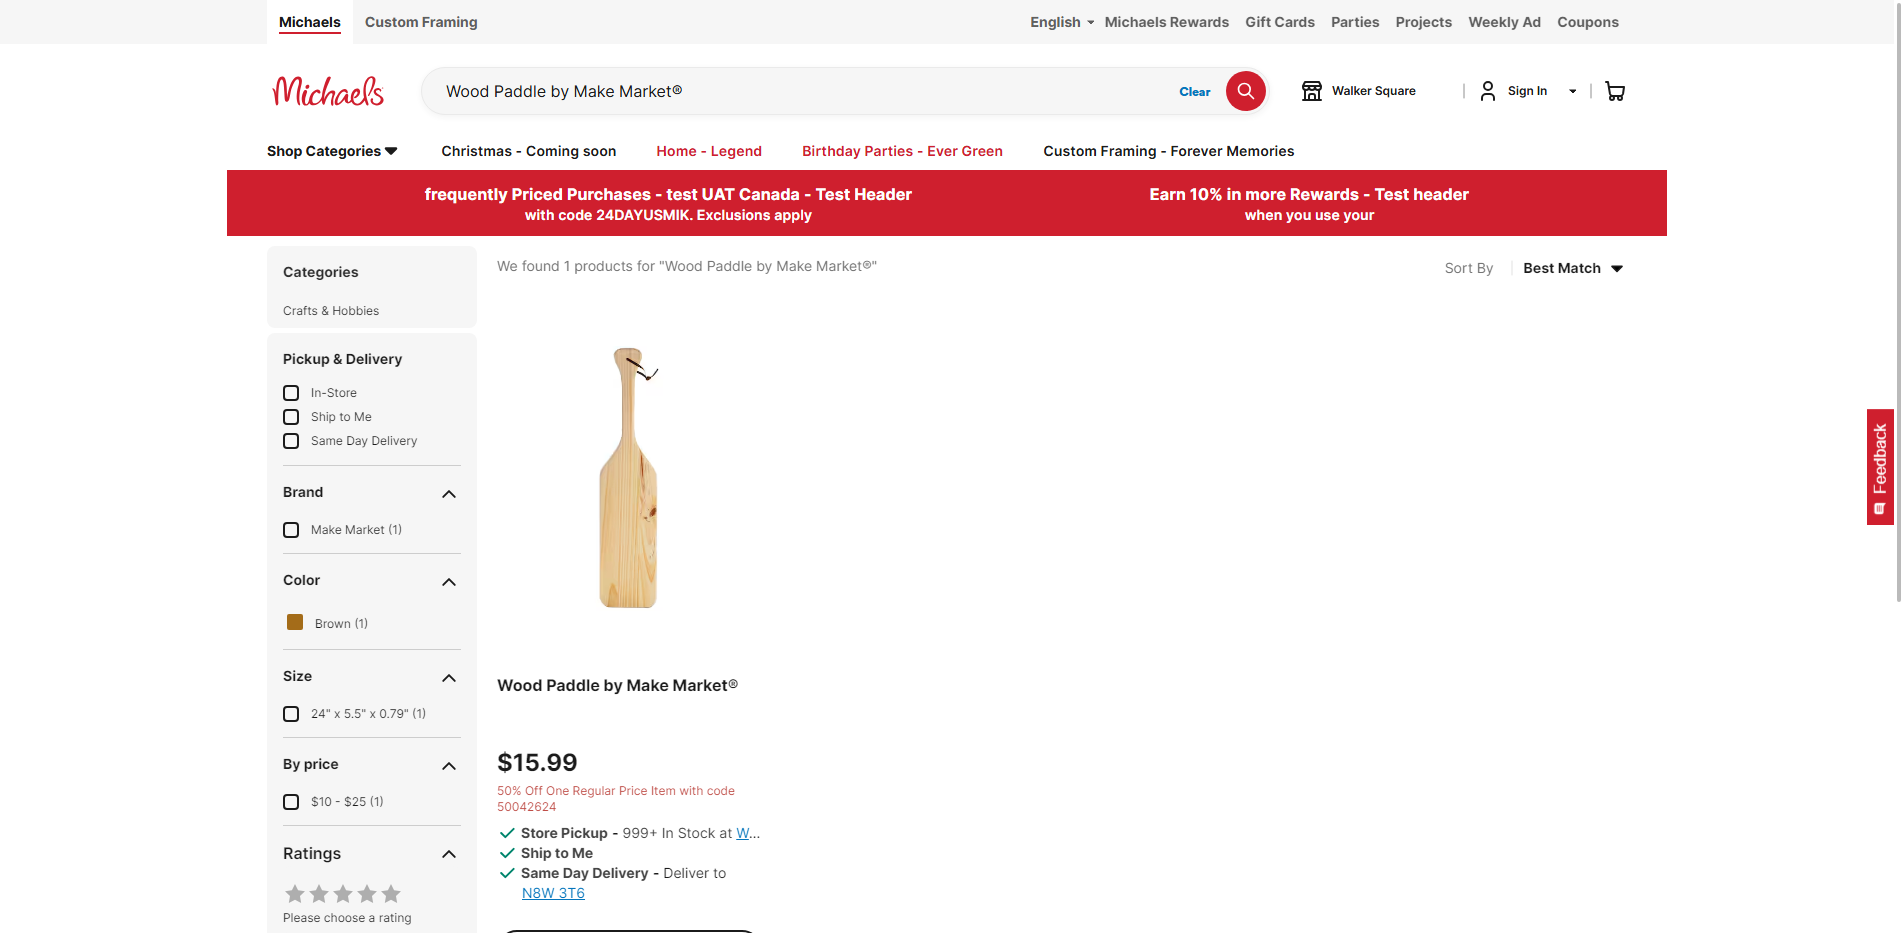 Michaels
Custom Framing
English
Michaels Rewards
Gift Cards
Parties
Projects
Weekly Ad
Coupons
Michaels
Wood Paddle by Make Market®
Clear
Walker Square
Sign In
Shop Categories
Christmas - Coming soon
Home - Legend
Birthday Parties - Ever Green
Custom Framing - Forever Memories
frequently Priced Purchases - test UAT Canada - Test Header
with code 24DAYUSMIK. Exclusions apply
Earn 10% in more Rewards - Test header
when you use your
Categories
Crafts & Hobbies
Pickup & Delivery
In-Store
Ship to Me
Same Day Delivery
Brand
Make Market (1)
Color
Brown (1)
Size
24" x 5.5" x 0.79" (1)
By price
$10 - $25 (1)
Ratings
Please choose a rating
We found 1 products for "Wood Paddle by Make Market®"
Sort By
Best Match
Wood Paddle by Make Market®
$15.99
50% Off One Regular Price Item with code
50042624
Store Pickup - 999+ In Stock at W...
Ship to Me
Same Day Delivery - Deliver to
N8W 3T6
Feedback